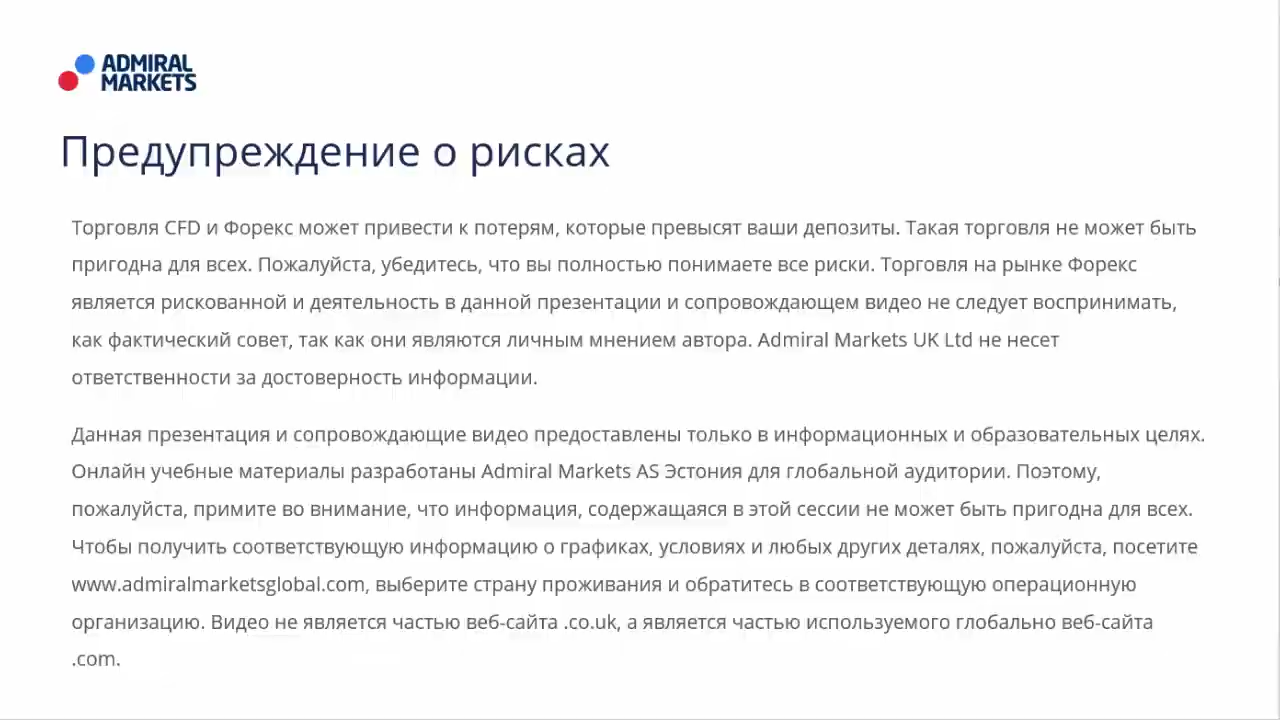 ADMIRAL
MARKETS
Предупреждение о рисках
Торговля CFD и Форекс может привести к потерям, которые превысят ваши депозиты. Такая торговля не может быть
пригодна для всех. Пожалуйста, убедитесь, что вы полностью понимаете все риски. Торговля на рынке Форекс
является рискованной и деятельность в данной презентации и сопровождающем видео не следует воспринимать,
как фактический совет, так как они являются личным мнением автора. Admiral Markets UK Ltd не несет
ответственности за достоверность информации.
Данная презентация и сопровождающие видео предоставлены только в информационных и образовательных целях.
Онлайн учебные материалы разработаны Admiral Markets AS Эстония для глобальной аудитории. Поэтому,
пожалуйста, примите во внимание, что информация, содержащаяся в этой сессии не может быть пригодна для всех.
Чтобы получить соответствующую информацию о графиках, условиях и любых других деталях, пожалуйста, посетите
www.admiralmarketsglobal.com, выберите страну проживания и обратитесь в соответствующую операционную
организацию. Видео не является частью веб-сайта .co.uk, а является частью используемого глобально веб-сайта
.com.